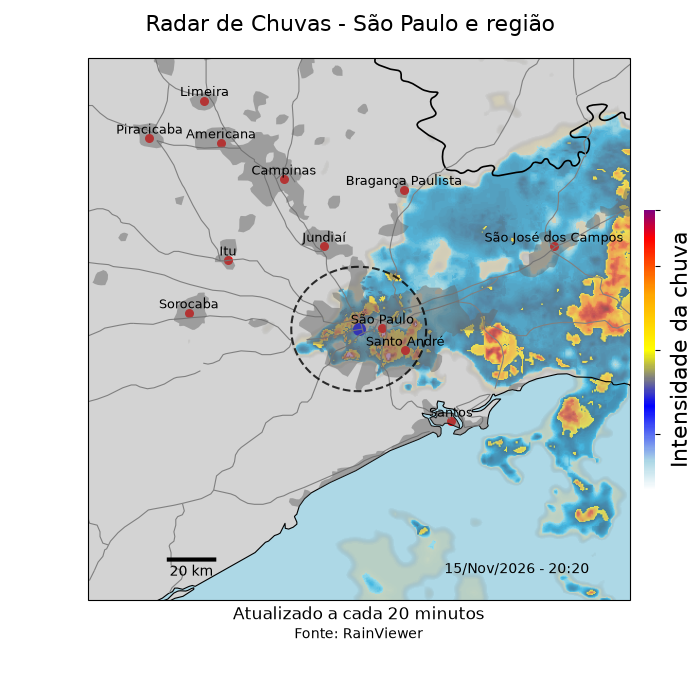 Radar de Chuvas - São Paulo e região
Limeira
Piracicaba
Americana
Campinas
Bragança Paulista
Jundiaí
São José dos Campos
Itu
Sorocaba
São Paulo
Santo André
Santos
Intensidade da chuva
15/Nov/2026 - 20:20
20 km
Atualizado a cada 20 minutos
Fonte: RainViewer